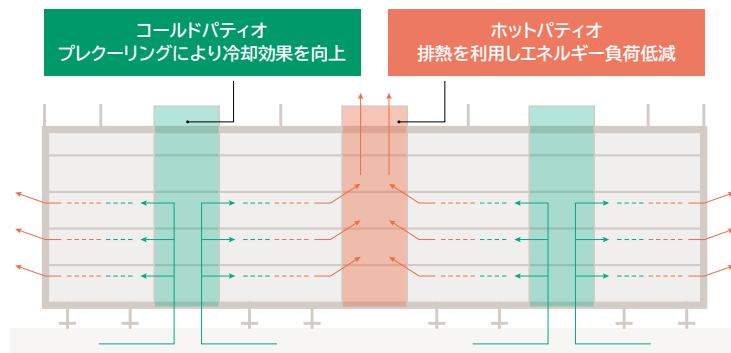 コールドパティオ
プレクーリングにより冷却効果を向上
ホットパティオ
排熱を利用しエネルギー負荷低減